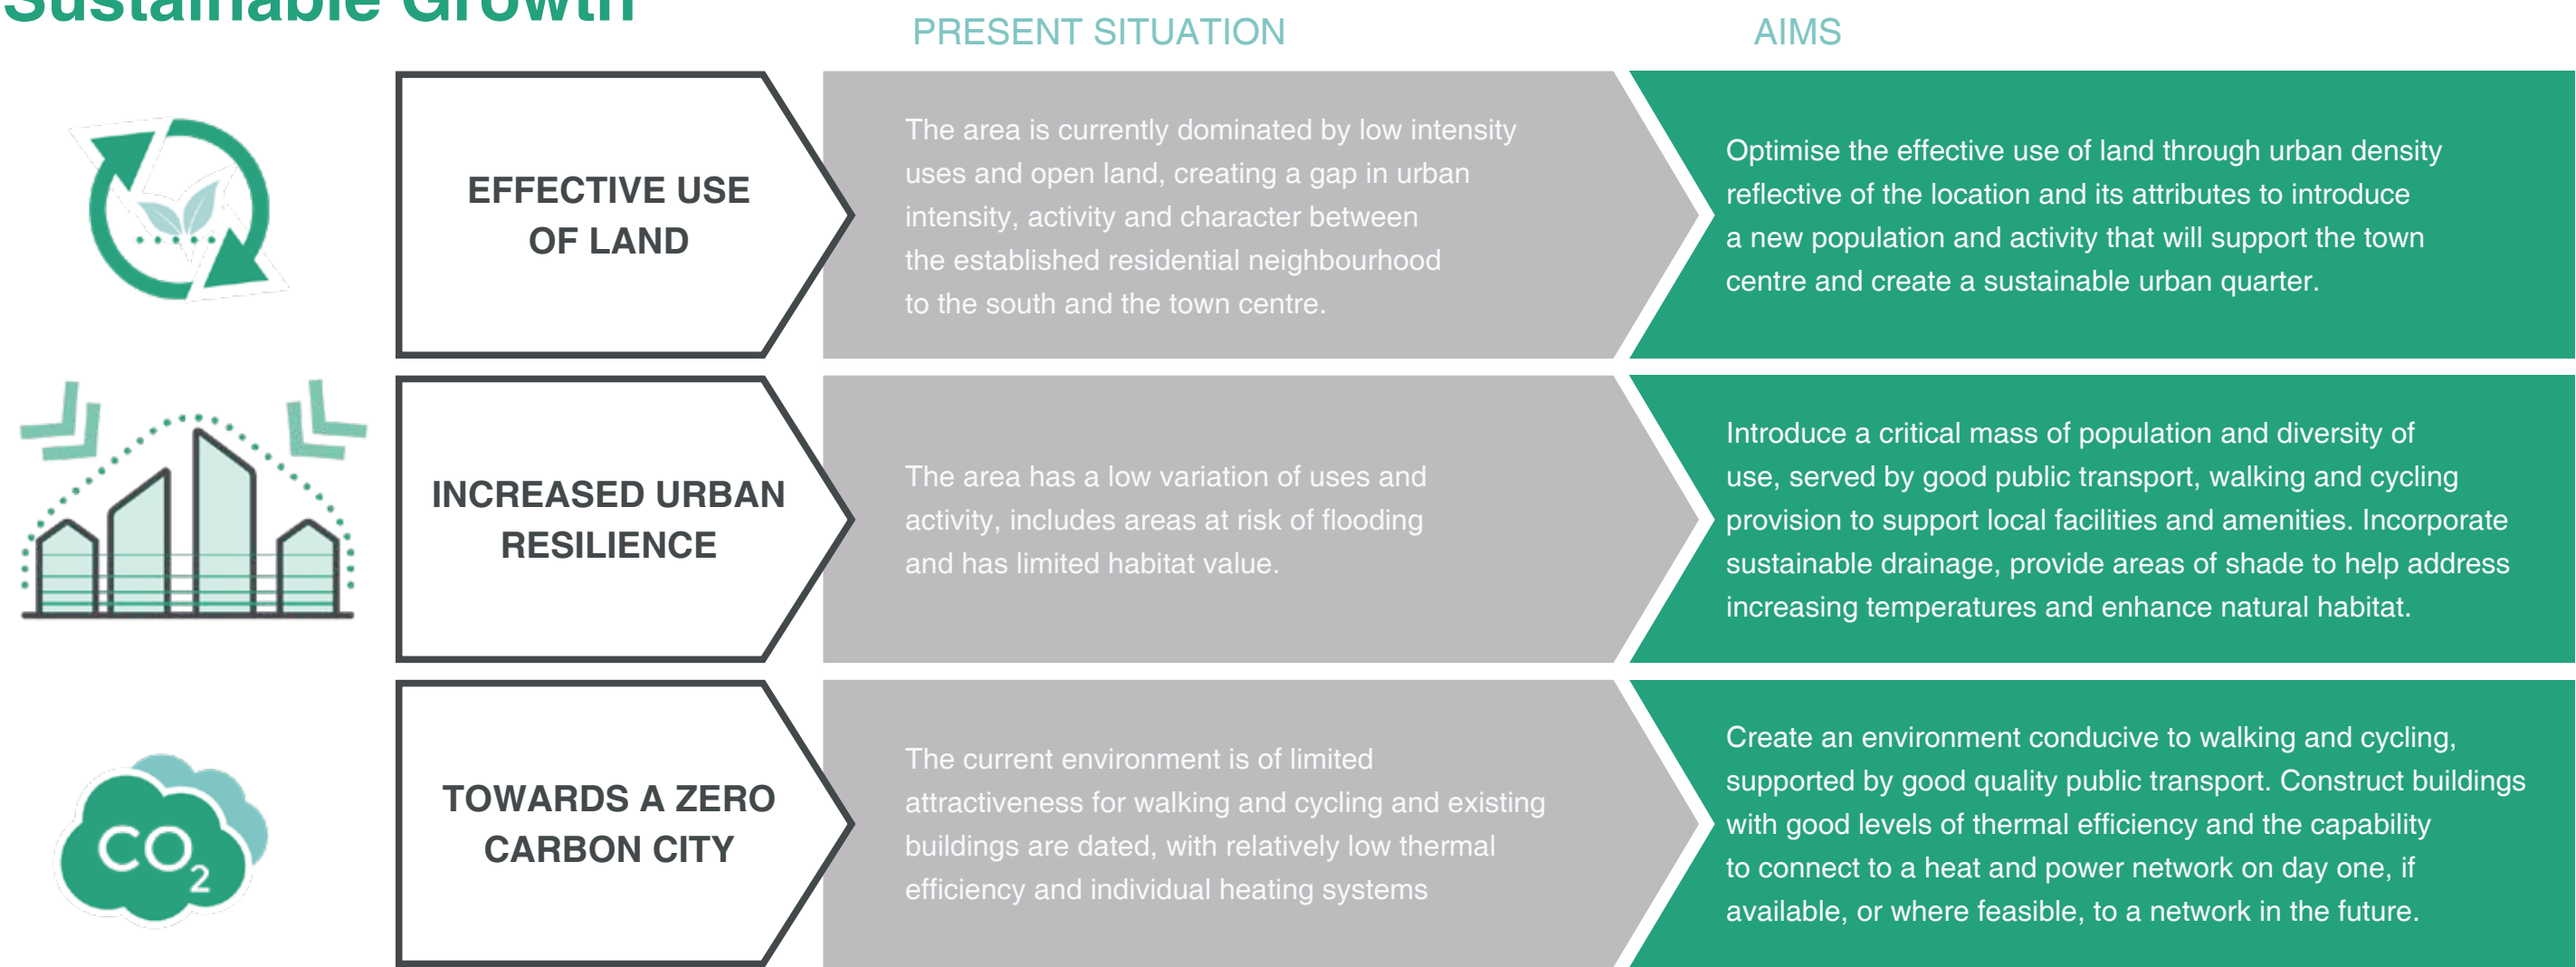 Sustainable Growth
PRESENT SITUATION
AIMS
EFFECTIVE USE
OF LAND
The area is currently dominated by low intensity
uses and open land, creating a gap in urban
intensity, activity and character between
the established residential neighbourhood
to the south and the town centre.
Optimise the effective use of land through urban density
reflective of the location and its attributes to introduce
a new population and activity that will support the town
centre and create a sustainable urban quarter.
INCREASED URBAN
RESILIENCE
The area has a low variation of uses and
activity, includes areas at risk of flooding
and has limited habitat value.
Introduce a critical mass of population and diversity of
use, served by good public transport, walking and cycling
provision to support local facilities and amenities. Incorporate
sustainable drainage, provide areas of shade to help address
increasing temperatures and enhance natural habitat.
CO2
TOWARDS A ZERO
CARBON CITY
The current environment is of limited
attractiveness for walking and cycling and existing
buildings are dated, with relatively low thermal
efficiency and individual heating systems
Create an environment conducive to walking and cycling,
supported by good quality public transport. Construct buildings
with good levels of thermal efficiency and the capability
to connect to a heat and power network on day one, if
available, or where feasible, to a network in the future.